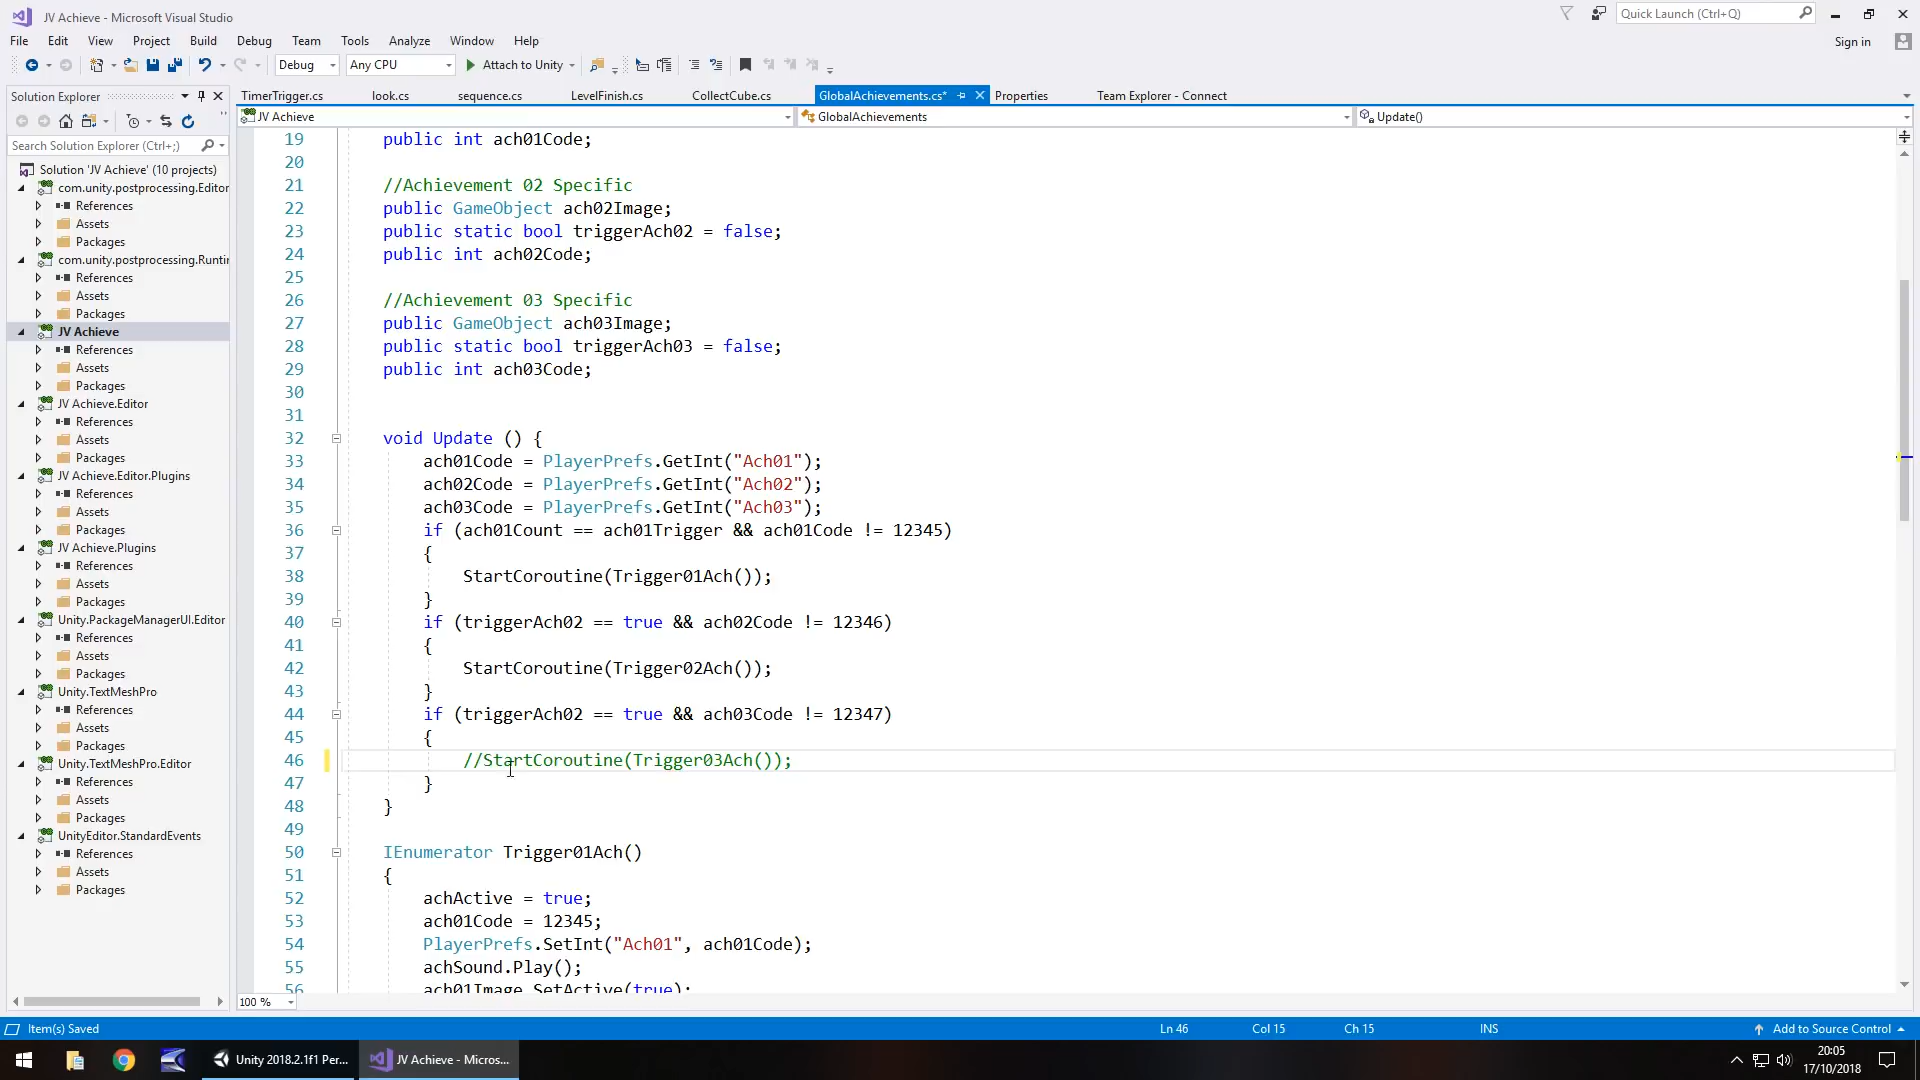 JV Achieve - Microsoft Visual Studio
Quick Launch (Ctrl+Q)
File Edit View Project Build Debug Team Tools Analyze Window Help
Sign in
Debug Any CPU Attach to Unity
Solution Explorer
TimerTrigger.cs look.cs sequence.cs LevelFinish.cs CollectCube.cs GlobalAchievements.cs* Properties Team Explorer - Connect
JV Achieve GlobalAchievements Update()
Search Solution Explorer (Ctrl+;)
Solution 'JV Achieve' (10 projects)
com.unity.postprocessing.Editor
References
Assets
Packages
com.unity.postprocessing.Runtir
References
Assets
Packages
JV Achieve
References
Assets
Packages
JV Achieve.Editor
References
Assets
Packages
JV Achieve.Editor.Plugins
References
Assets
Packages
JV Achieve.Plugins
References
Assets
Packages
Unity.PackageManagerUI.Editor
References
Assets
Packages
Unity.TextMeshPro
References
Assets
Packages
Unity.TextMeshPro.Editor
References
Assets
Packages
UnityEditor.StandardEvents
References
Assets
Packages
19 public int ach01Code;
20
21 //Achievement 02 Specific
22 public GameObject ach02Image;
23 public static bool triggerAch02 = false;
24 public int ach02Code;
25
26 //Achievement 03 Specific
27 public GameObject ach03Image;
28 public static bool triggerAch03 = false;
29 public int ach03Code;
30
31
32 void Update () {
33 ach01Code = PlayerPrefs.GetInt("Ach01");
34 ach02Code = PlayerPrefs.GetInt("Ach02");
35 ach03Code = PlayerPrefs.GetInt("Ach03");
36 if (ach01Count == ach01Trigger && ach01Code != 12345)
37 {
38 StartCoroutine(Trigger01Ach());
39 }
40 if (triggerAch02 == true && ach02Code != 12346)
41 {
42 StartCoroutine(Trigger02Ach());
43 }
44 if (triggerAch02 == true && ach03Code != 12347)
45 {
46 //StartCoroutine(Trigger03Ach());
47 }
48 }
49
50 IEnumerator Trigger01Ach()
51 {
52 achActive = true;
53 ach01Code = 12345;
54 PlayerPrefs.SetInt("Ach01", ach01Code);
55 achSound.Play();
56 ach01Image.SetActive(true);
100 %
Item(s) Saved Ln 46 Col 15 Ch 15 INS Add to Source Control
Unity 2018.2.1f1 Per... JV Achieve - Micros...
20:05
17/10/2018